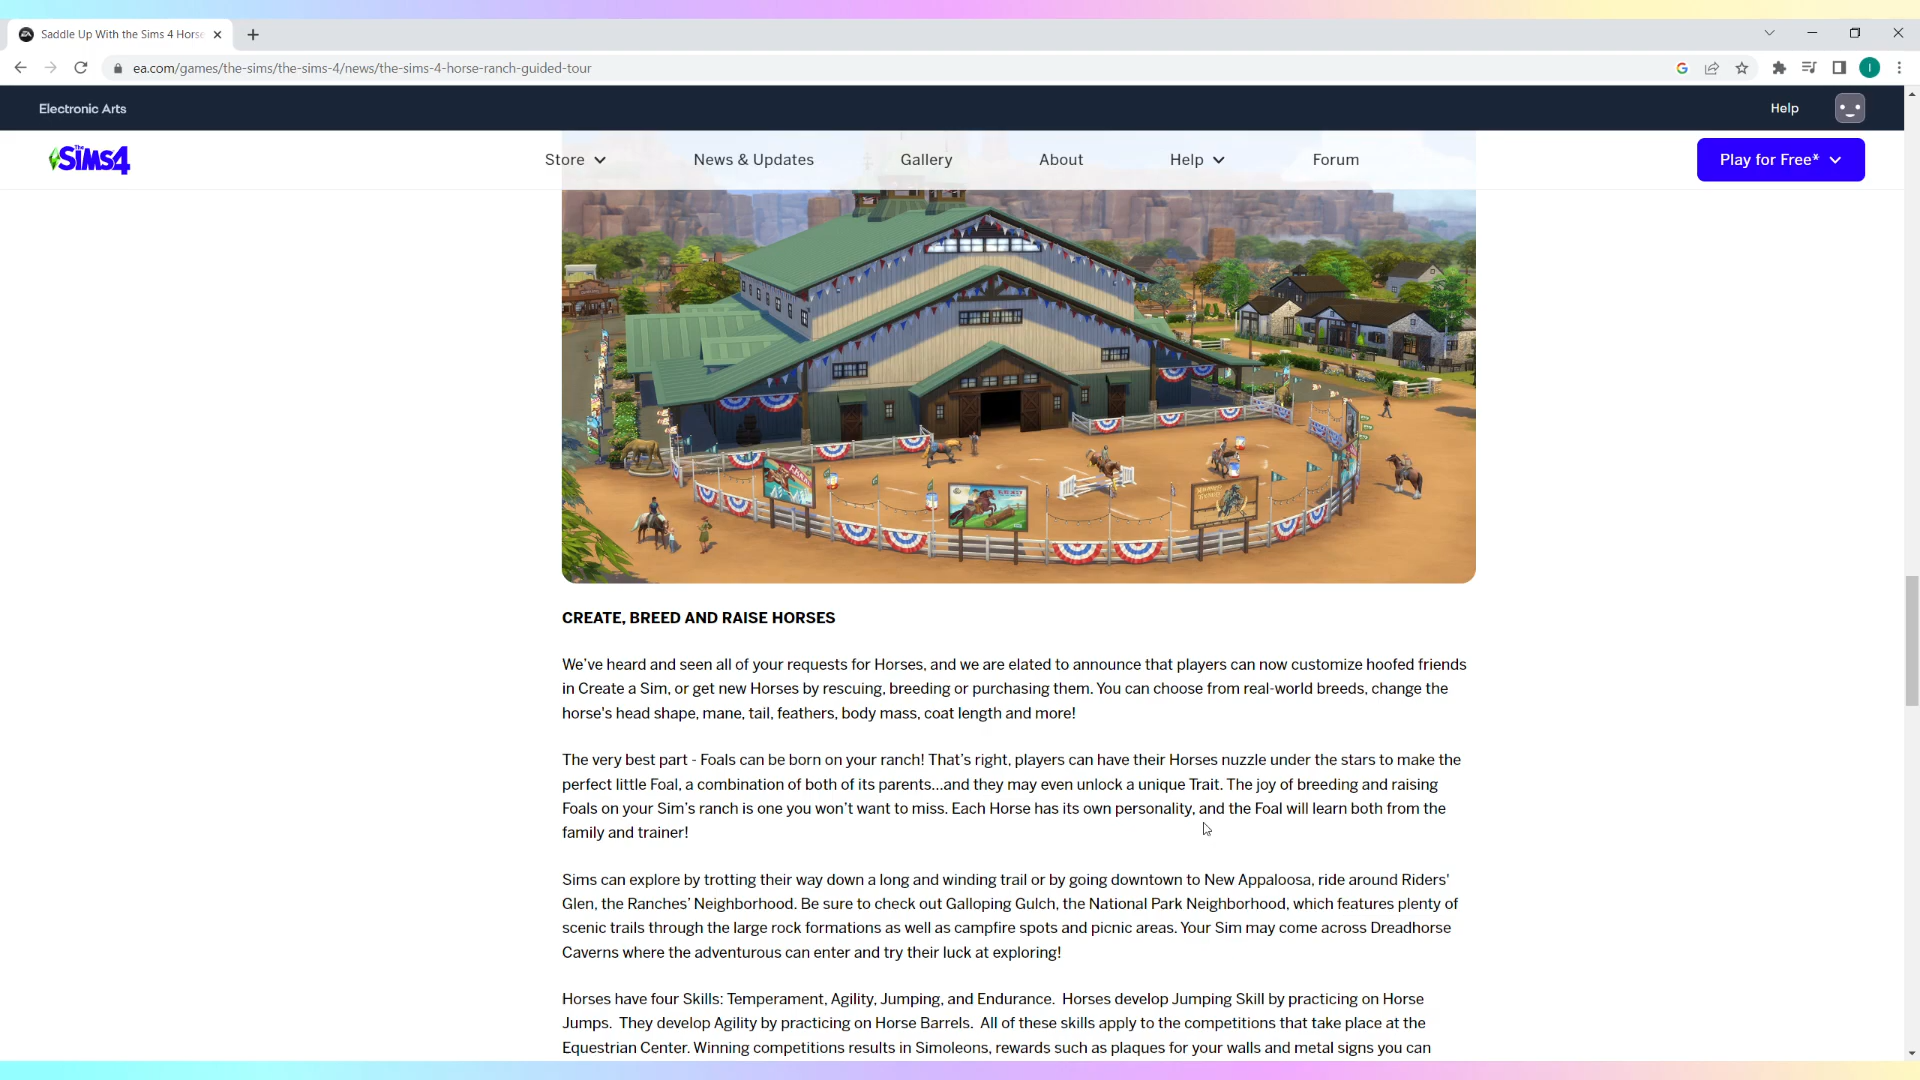 Saddle Up With the Sims 4 Horse
ea.com/games/the-sims/the-sims-4/news/the-sims-4-horse-ranch-guided-tour
I
Electronic Arts
Help
The SIMS 4
Store
News & Updates
Gallery
About
Help
Forum
Play for Free*
CREATE, BREED AND RAISE HORSES
We've heard and seen all of your requests for Horses, and we are elated to announce that players can now customize hoofed friends
in Create a Sim, or get new Horses by rescuing, breeding or purchasing them. You can choose from real-world breeds, change the
horse's head shape, mane, tail, feathers, body mass, coat length and more!
The very best part - Foals can be born on your ranch! That's right, players can have their Horses nuzzle under the stars to make the
perfect little Foal, a combination of both of its parents...and they may even unlock a unique Trait. The joy of breeding and raising
Foals on your Sim's ranch is one you won't want to miss. Each Horse has its own personality, and the Foal will learn both from the
family and trainer!
Sims can explore by trotting their way down a long and winding trail or by going downtown to New Appaloosa, ride around Riders'
Glen, the Ranches' Neighborhood. Be sure to check out Galloping Gulch, the National Park Neighborhood, which features plenty of
scenic trails through the large rock formations as well as campfire spots and picnic areas. Your Sim may come across Dreadhorse
Caverns where the adventurous can enter and try their luck at exploring!
Horses have four Skills: Temperament, Agility, Jumping, and Endurance. Horses develop Jumping Skill by practicing on Horse
Jumps. They develop Agility by practicing on Horse Barrels. All of these skills apply to the competitions that take place at the
Equestrian Center. Winning competitions results in Simoleons, rewards such as plaques for your walls and metal signs you can